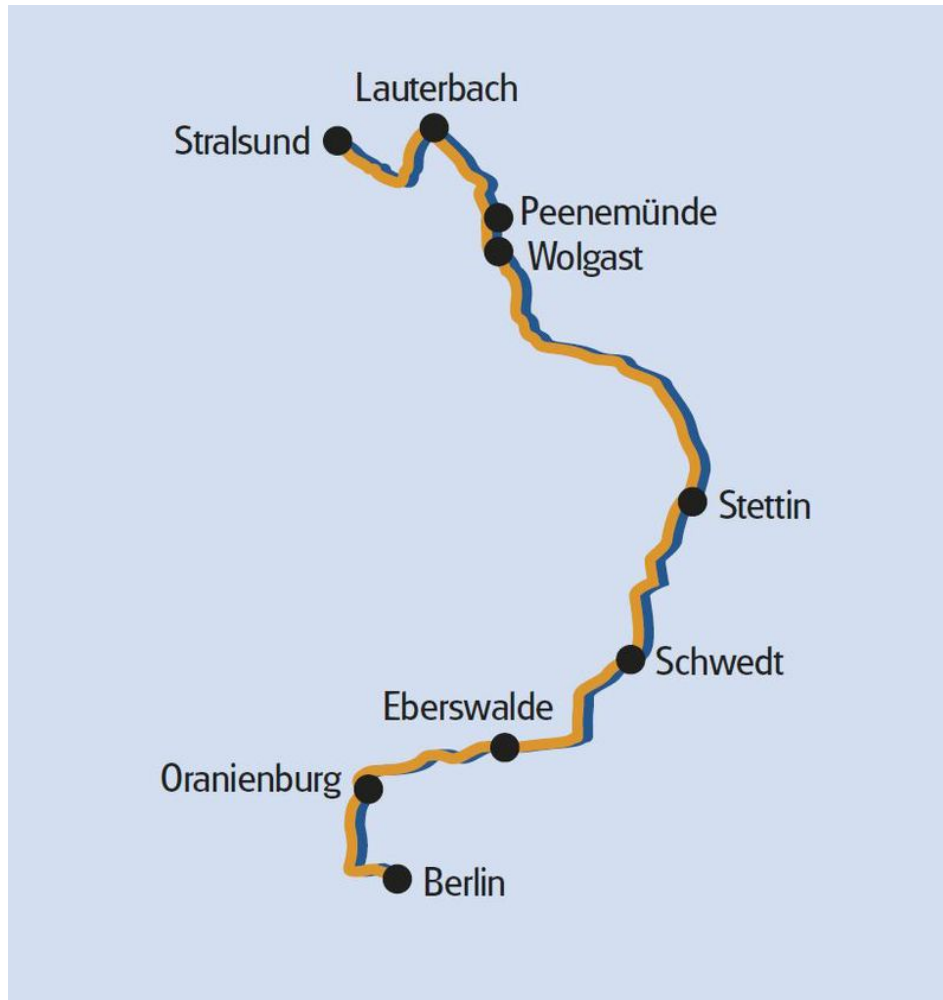 Lauterbach
Stralsund
Peenemünde
Wolgast
Stettin
Schwedt
Eberswalde
Oranienburg
Berlin